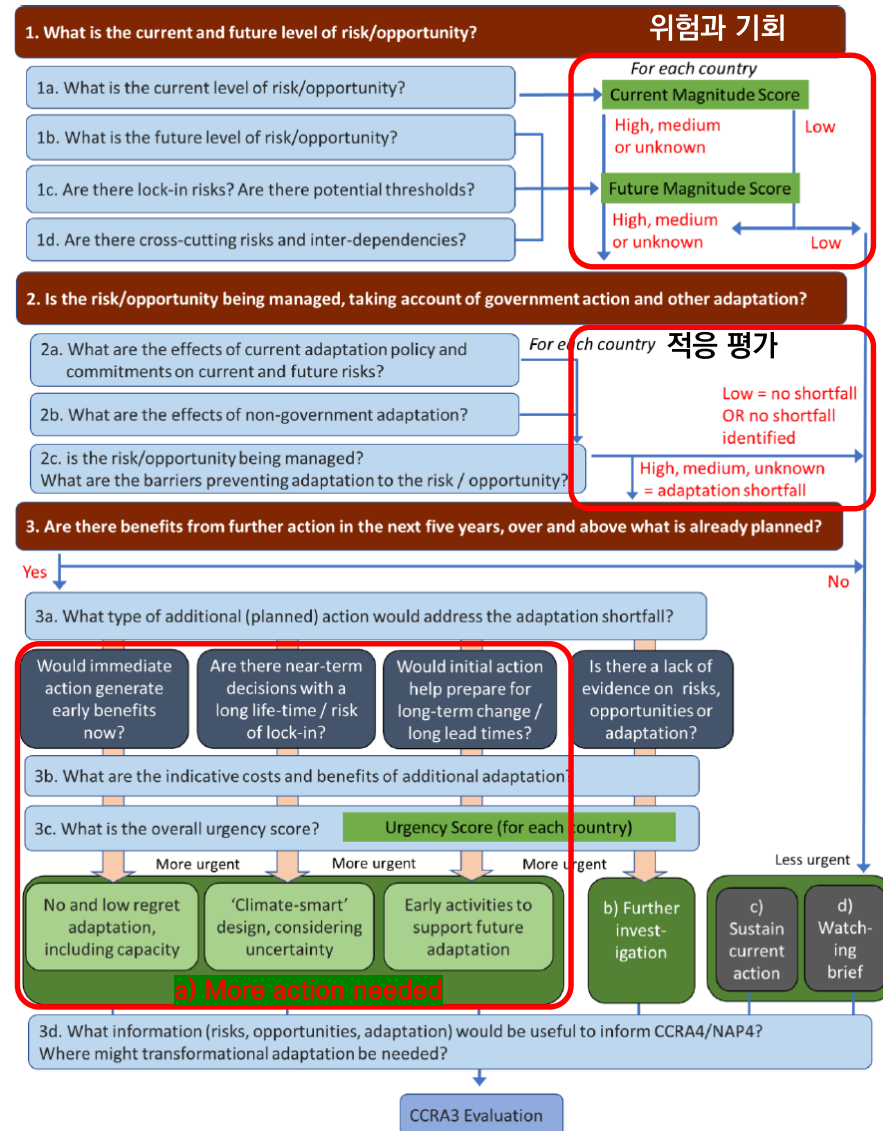 1. What is the current and future level of risk/opportunity?
위험과 기회
For each country
1a. What is the current level of risk/opportunity?
Current Magnitude Score
1b. What is the future level of risk/opportunity?
High, medium
or unknown
Low
1c. Are there lock-in risks? Are there potential thresholds?
Future Magnitude Score
1d. Are there cross-cutting risks and inter-dependencies?
High, medium
or unknown
Low
2. Is the risk/opportunity being managed, taking account of government action and other adaptation?
2a. What are the effects of current adaptation policy and
commitments on current and future risks?
For each country
적응 평가
2b. What are the effects of non-government adaptation?
Low = no shortfall
OR no shortfall
identified
2c. is the risk/opportunity being managed?
What are the barriers preventing adaptation to the risk / opportunity?
High, medium, unknown
= adaptation shortfall
3. Are there benefits from further action in the next five years, over and above what is already planned?
Yes
No
3a. What type of additional (planned) action would address the adaptation shortfall?
Would immediate
action generate
early benefits
now?
Are there near-term
decisions with a
long life-time / risk
of lock-in?
Would initial action
help prepare for
long-term change /
long lead times?
Is there a lack of
evidence on risks,
opportunities or
adaptation?
3b. What are the indicative costs and benefits of additional adaptation?
3c. What is the overall urgency score?
Urgency Score (for each country)
More urgent
More urgent
More urgent
Less urgent
No and low regret
adaptation,
including capacity
‘Climate-smart’
design, considering
uncertainty
Early activities to
support future
adaptation
b) Further
invest-
igation
c)
Sustain
current
action
d)
Watch-
ing
brief
a) More action needed
3d. What information (risks, opportunities, adaptation) would be useful to inform CCRA4/NAP4?
Where might transformational adaptation be needed?
CCRA3 Evaluation